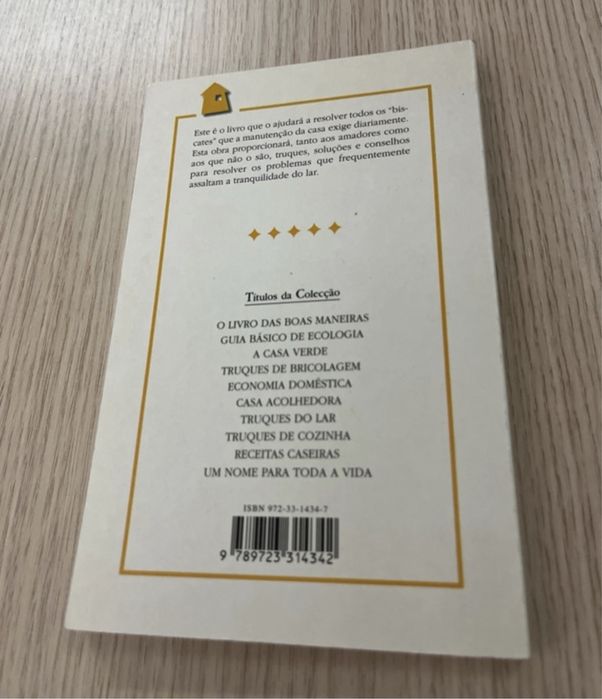 Este é o livro que o ajudará a resolver todos os "bis-
cates" que a manutenção da casa exige diariamente.
Esta obra proporcionará, tanto aos amadores como
aos que não o são, truques, soluções e conselhos
para resolver os problemas que frequentemente
assaltam a tranquilidade do lar.
Títulos da Colecção
O LIVRO DAS BOAS MANEIRAS
GUIA BÁSICO DE ECOLOGIA
A CASA VERDE
TRUQUES DE BRICOLAGEM
ECONOMIA DOMÉSTICA
CASA ACOLHEDORA
TRUQUES DO LAR
TRUQUES DE COZINHA
RECEITAS CASEIRAS
UM NOME PARA TODA A VIDA
ISBN 972-33-1434-7
9 789723 314342